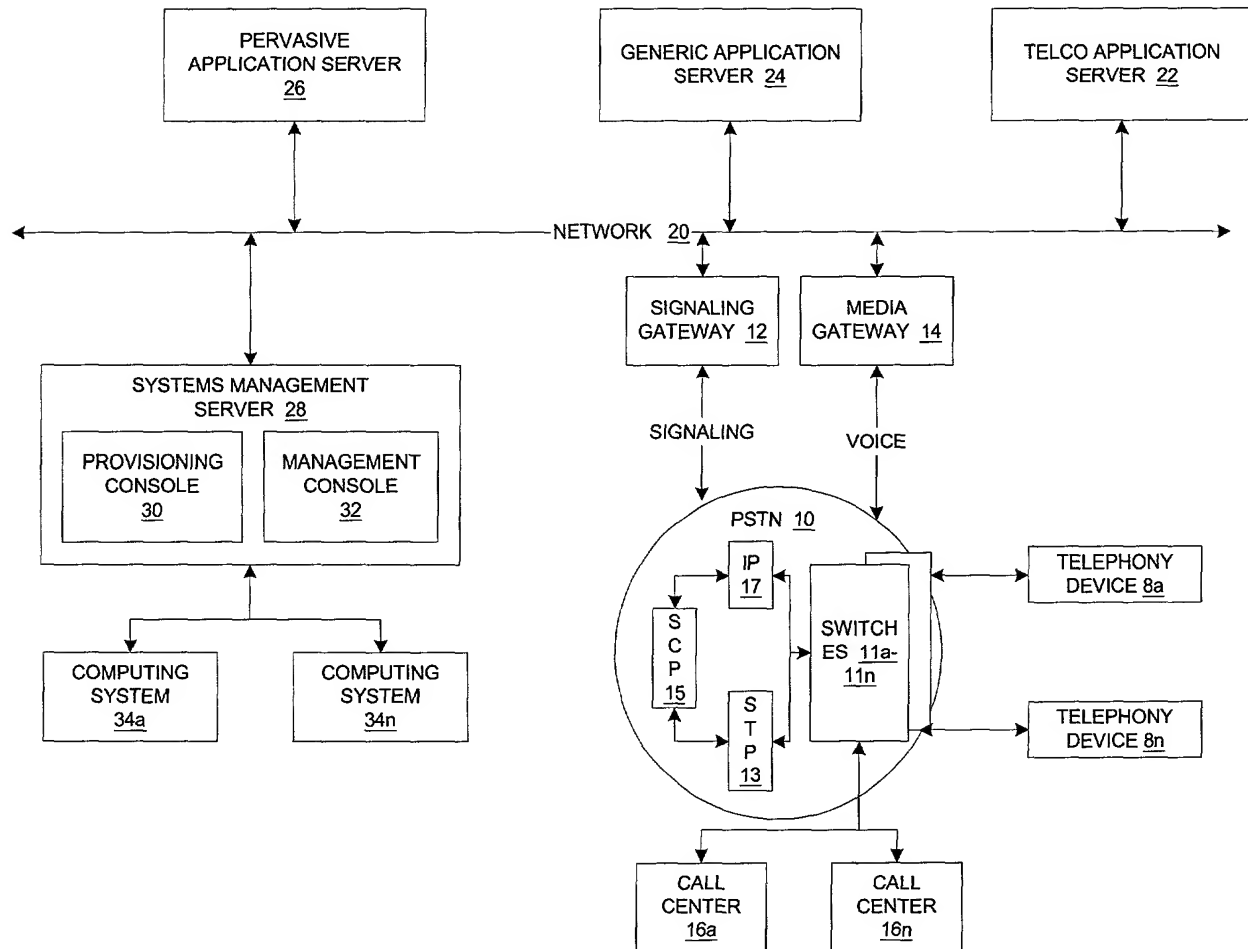 PERVASIVE
APPLICATION SERVER
26
GENERIC APPLICATION
SERVER 24
TELCO APPLICATION
SERVER 22
NETWORK 20
SIGNALING
GATEWAY 12
MEDIA
GATEWAY 14
SYSTEMS MANAGEMENT
SERVER 28
PROVISIONING
CONSOLE
30
MANAGEMENT
CONSOLE
32
SIGNALING
VOICE
PSTN 10
IP
17
S
C
P
15
S
T
P
13
SWITCH
ES 11a-
11n
TELEPHONY
DEVICE 8a
TELEPHONY
DEVICE 8n
COMPUTING
SYSTEM
34a
COMPUTING
SYSTEM
34n
CALL
CENTER
16a
CALL
CENTER
16n